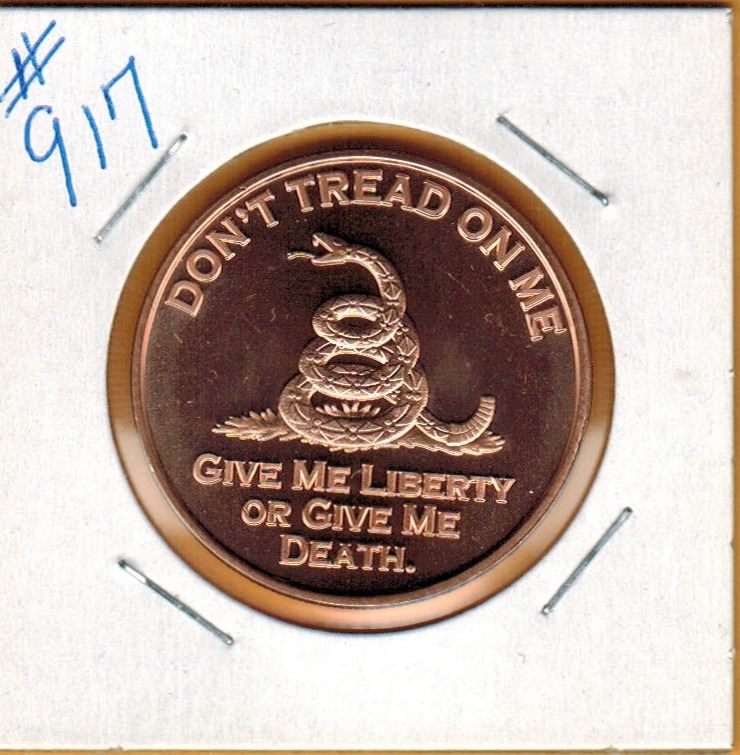 #
917
DON'T TREAD ON ME
GIVE ME LIBERTY
OR GIVE ME
DEATH.